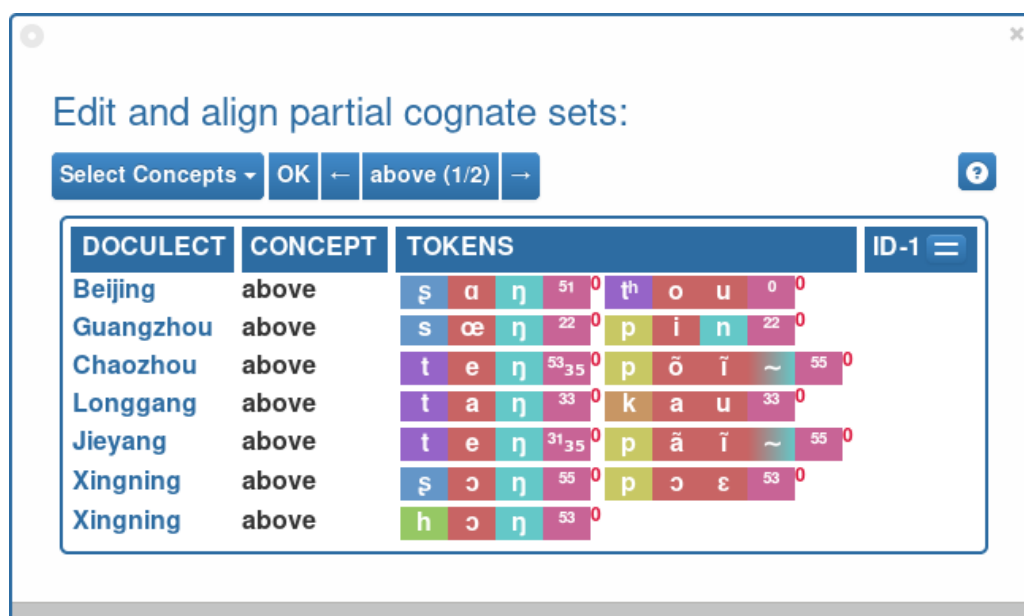 ×
Edit and align partial cognate sets:
Select Concepts OK ← above (1/2) → ?
DOCULECT CONCEPT TOKENS ID-1
Beijing above ʂ ɑ ŋ ⁵¹ 0 tʰ o u ⁰ 0
Guangzhou above s œ ŋ ²² 0 p i n ²² 0
Chaozhou above t e ŋ ⁵³₃₅ 0 p õ ĩ ~ ⁵⁵ 0
Longgang above t a ŋ ³³ 0 k a u ³³ 0
Jieyang above t e ŋ ³¹₃₅ 0 p ã ĩ ~ ⁵⁵ 0
Xingning above ʂ ɔ ŋ ⁵⁵ 0 p ɔ ɛ ⁵³ 0
Xingning above h ɔ ŋ ⁵³ 0